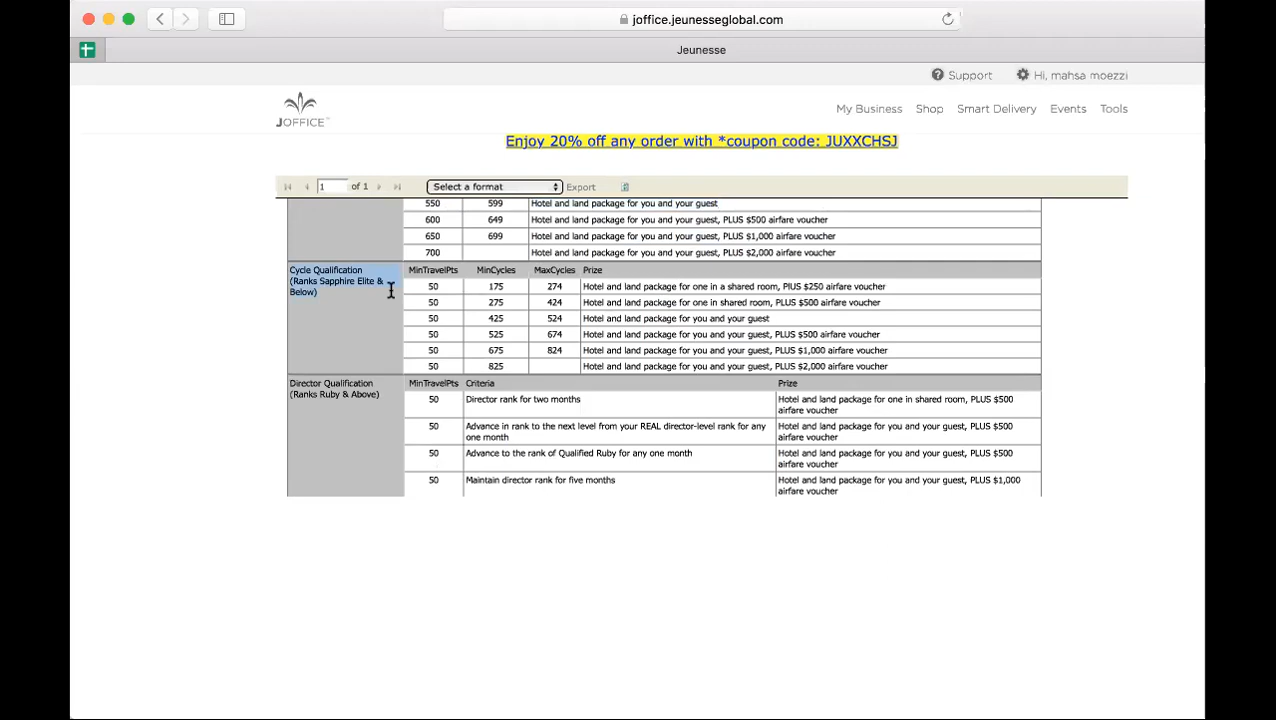 joffice.jeunesseglobal.com
Jeunesse
Support
Hi, mahsa moezzi
JOFFICE™
My Business Shop Smart Delivery Events Tools
Enjoy 20% off any order with *coupon code: JUXXCHSJ
1 of 1 Select a format Export
550 599 Hotel and land package for you and your guest
600 649 Hotel and land package for you and your guest, PLUS $500 airfare voucher
650 699 Hotel and land package for you and your guest, PLUS $1,000 airfare voucher
700 Hotel and land package for you and your guest, PLUS $2,000 airfare voucher
Cycle Qualification
(Ranks Sapphire Elite &
Below)
MinTravelPts MinCycles MaxCycles Prize
50 175 274 Hotel and land package for one in a shared room, PLUS $250 airfare voucher
50 275 424 Hotel and land package for one in shared room, PLUS $500 airfare voucher
50 425 524 Hotel and land package for you and your guest
50 525 674 Hotel and land package for you and your guest, PLUS $500 airfare voucher
50 675 824 Hotel and land package for you and your guest, PLUS $1,000 airfare voucher
50 825 Hotel and land package for you and your guest, PLUS $2,000 airfare voucher
Director Qualification
(Ranks Ruby & Above)
MinTravelPts Criteria Prize
50 Director rank for two months
Hotel and land package for one in shared room, PLUS $500
airfare voucher
50 Advance in rank to the next level from your REAL director-level rank for any
one month
Hotel and land package for you and your guest, PLUS $500
airfare voucher
50 Advance to the rank of Qualified Ruby for any one month
Hotel and land package for you and your guest, PLUS $500
airfare voucher
50 Maintain director rank for five months
Hotel and land package for you and your guest, PLUS $1,000
airfare voucher